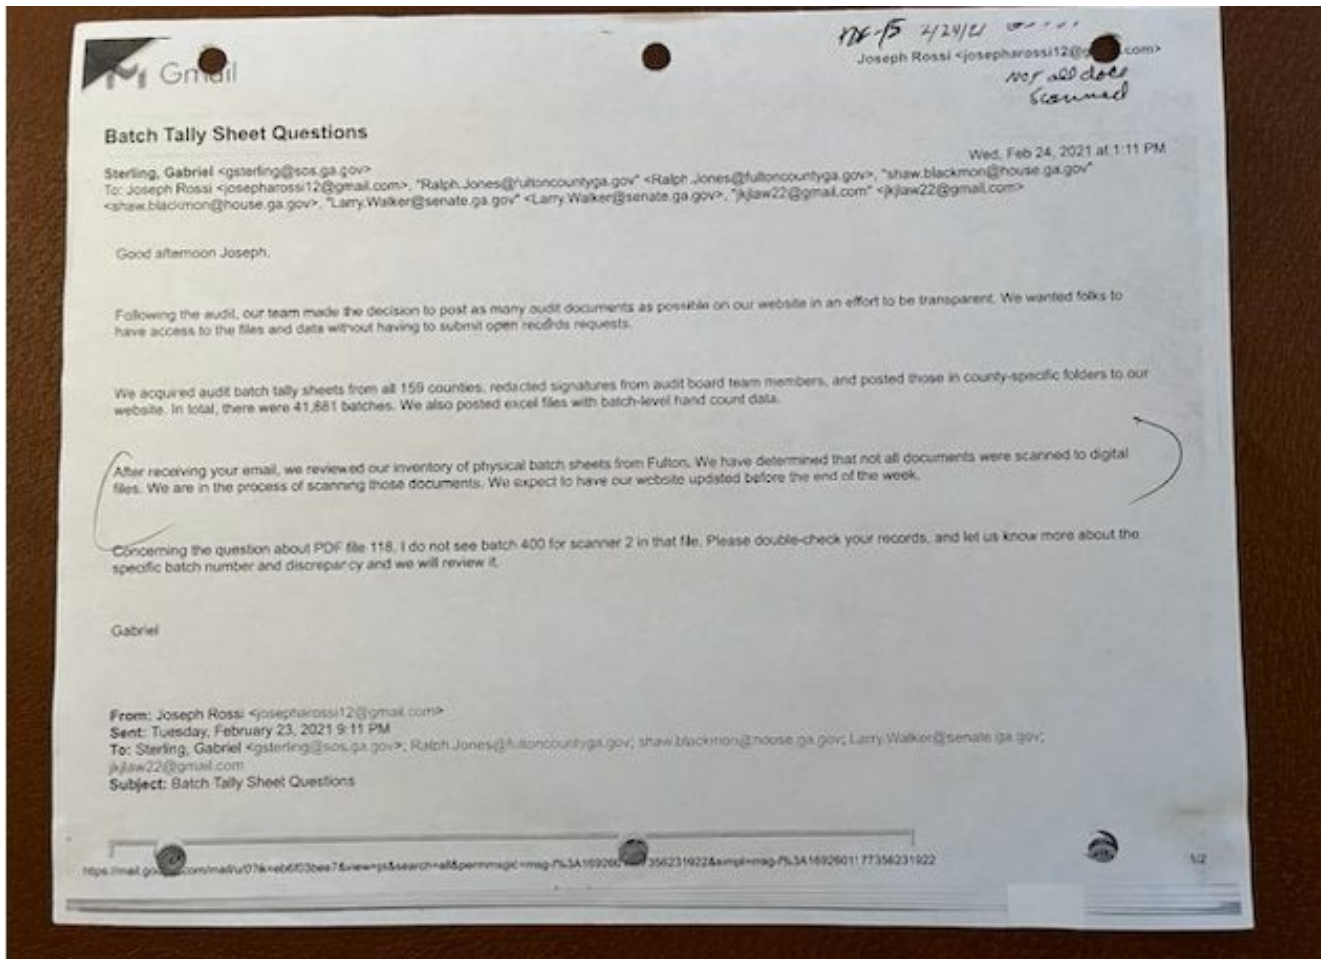 2/24/21
Gmail
Joseph Rossi <josepharossi12@ .com>
Not all docs
Scanned
Batch Tally Sheet Questions
Wed, Feb 24, 2021 at 1:11 PM
Sterling, Gabriel <gsterling@sos.ga.gov>
To: Joseph Rossi <josepharossi12@gmail.com>, "Ralph.Jones@fultoncountyga.gov" <Ralph.Jones@fultoncountyga.gov>, "shaw.blackmon@house.ga.gov"
<shaw.blackmon@house.ga.gov>, "Larry.Walker@senate.ga.gov" <Larry.Walker@senate.ga.gov>, "jkjlaw22@gmail.com" <jkjlaw22@gmail.com>
Good afternoon Joseph,
Following the audit, our team made the decision to post as many audit documents as possible on our website in an effort to be transparent. We wanted folks to
have access to the files and data without having to submit open records requests.
We acquired audit batch tally sheets from all 159 counties, redacted signatures from audit board team members, and posted those in county-specific folders to our
website. In total, there were 41,881 batches. We also posted excel files with batch-level hand count data.
After receiving your email, we reviewed our inventory of physical batch sheets from Fulton. We have determined that not all documents were scanned to digital
files. We are in the process of scanning those documents. We expect to have our website updated before the end of the week.
Concerning the question about PDF file 118, I do not see batch 400 for scanner 2 in that file. Please double-check your records, and let us know more about the
specific batch number and discrepancy and we will review it.
Gabriel
From: Joseph Rossi <josepharossi12@gmail.com>
Sent: Tuesday, February 23, 2021 9:11 PM
To: Sterling, Gabriel <gsterling@sos.ga.gov>; Ralph.Jones@fultoncountyga.gov; shaw.blackmon@house.ga.gov; Larry.Walker@senate.ga.gov;
jkjlaw22@gmail.com
Subject: Batch Tally Sheet Questions
1/2